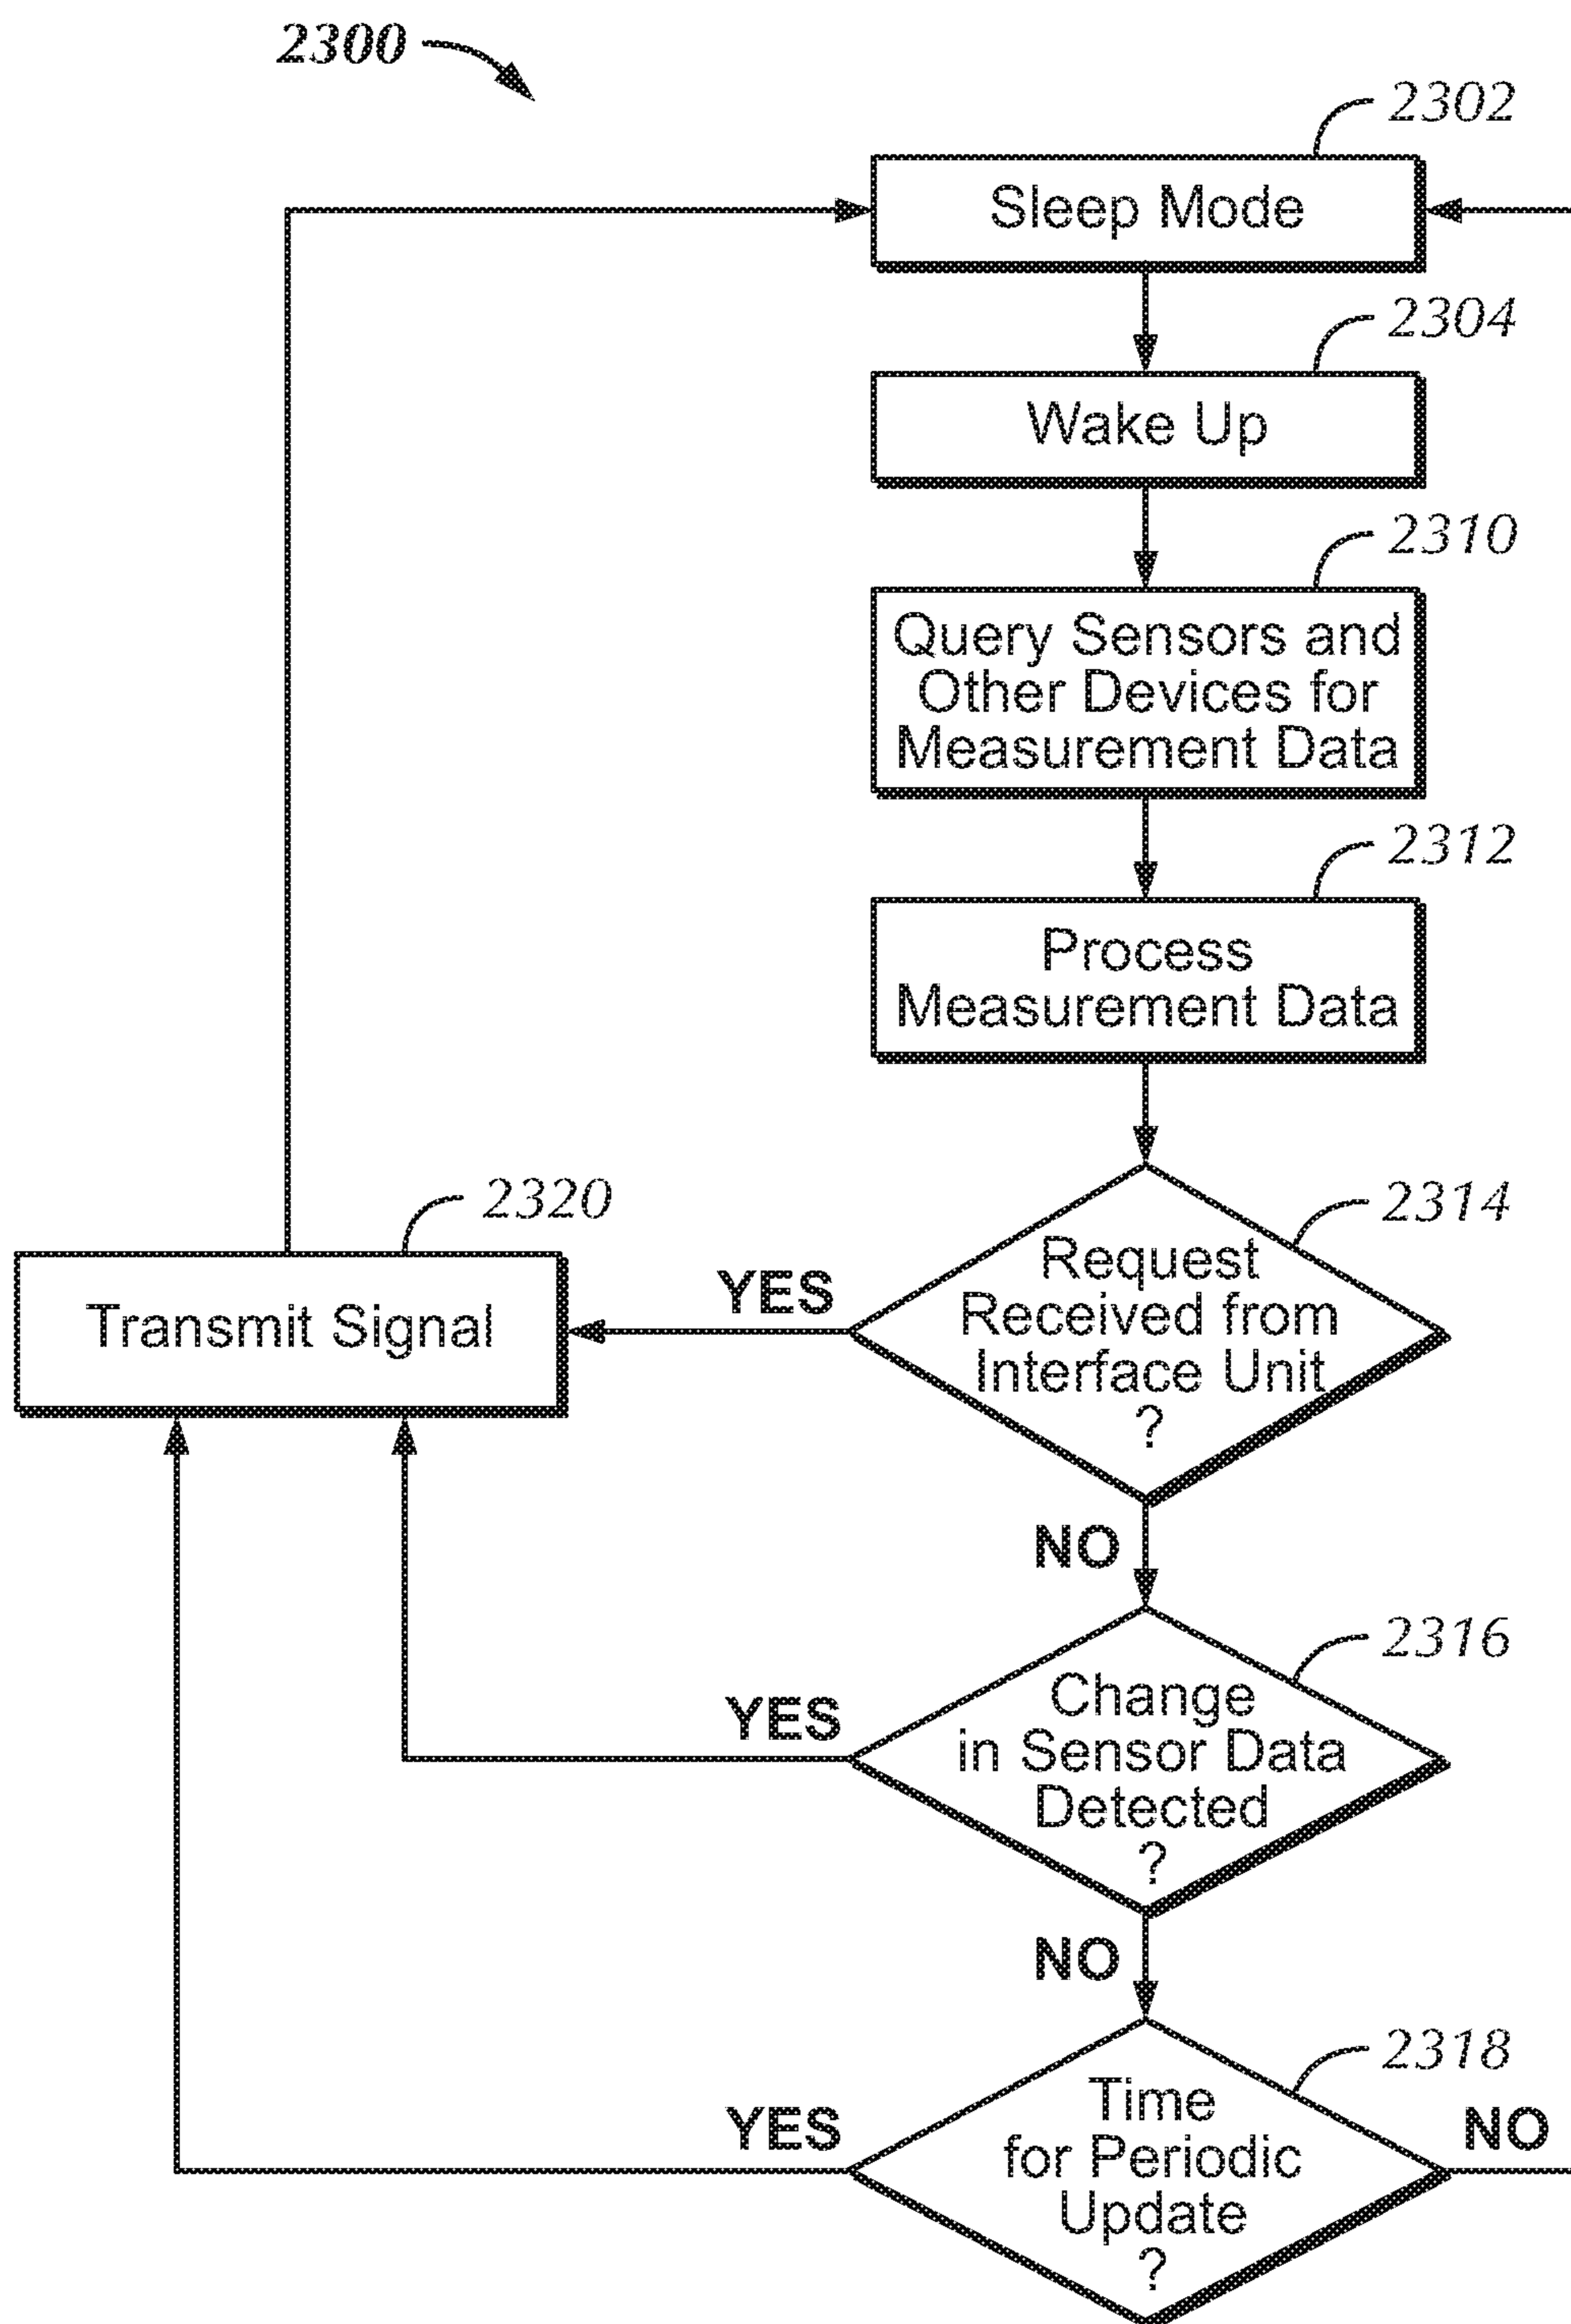 2300
2302
Sleep Mode
2304
Wake Up
2310
Query Sensors and
Other Devices for
Measurement Data
2312
Process
Measurement Data
2314
Request
Received from
Interface Unit
?
YES
2320
Transmit Signal
NO
2316
Change
in Sensor Data
Detected
?
YES
NO
2318
Time
for Periodic
Update
?
YES
NO